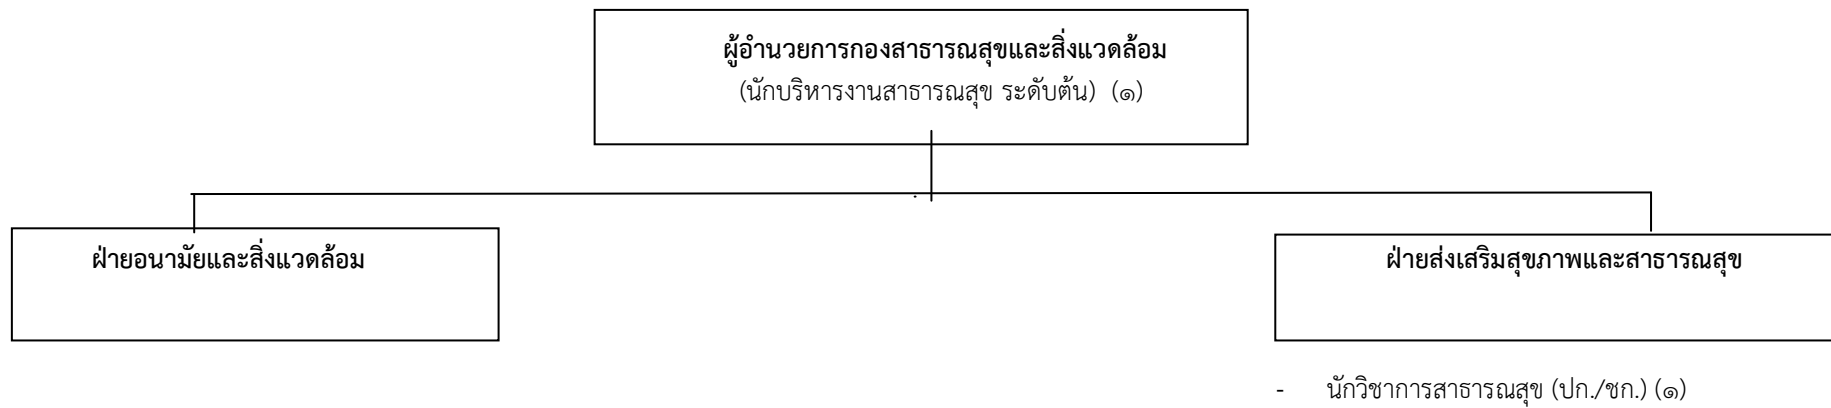 ผู้อำนวยการกองสาธารณสุขและสิ่งแวดล้อม
(นักบริหารงานสาธารณสุข ระดับต้น) (๑)
ฝ่ายอนามัยและสิ่งแวดล้อม
ฝ่ายส่งเสริมสุขภาพและสาธารณสุข
- นักวิชาการสาธารณสุข (ปก./ชก.) (๑)